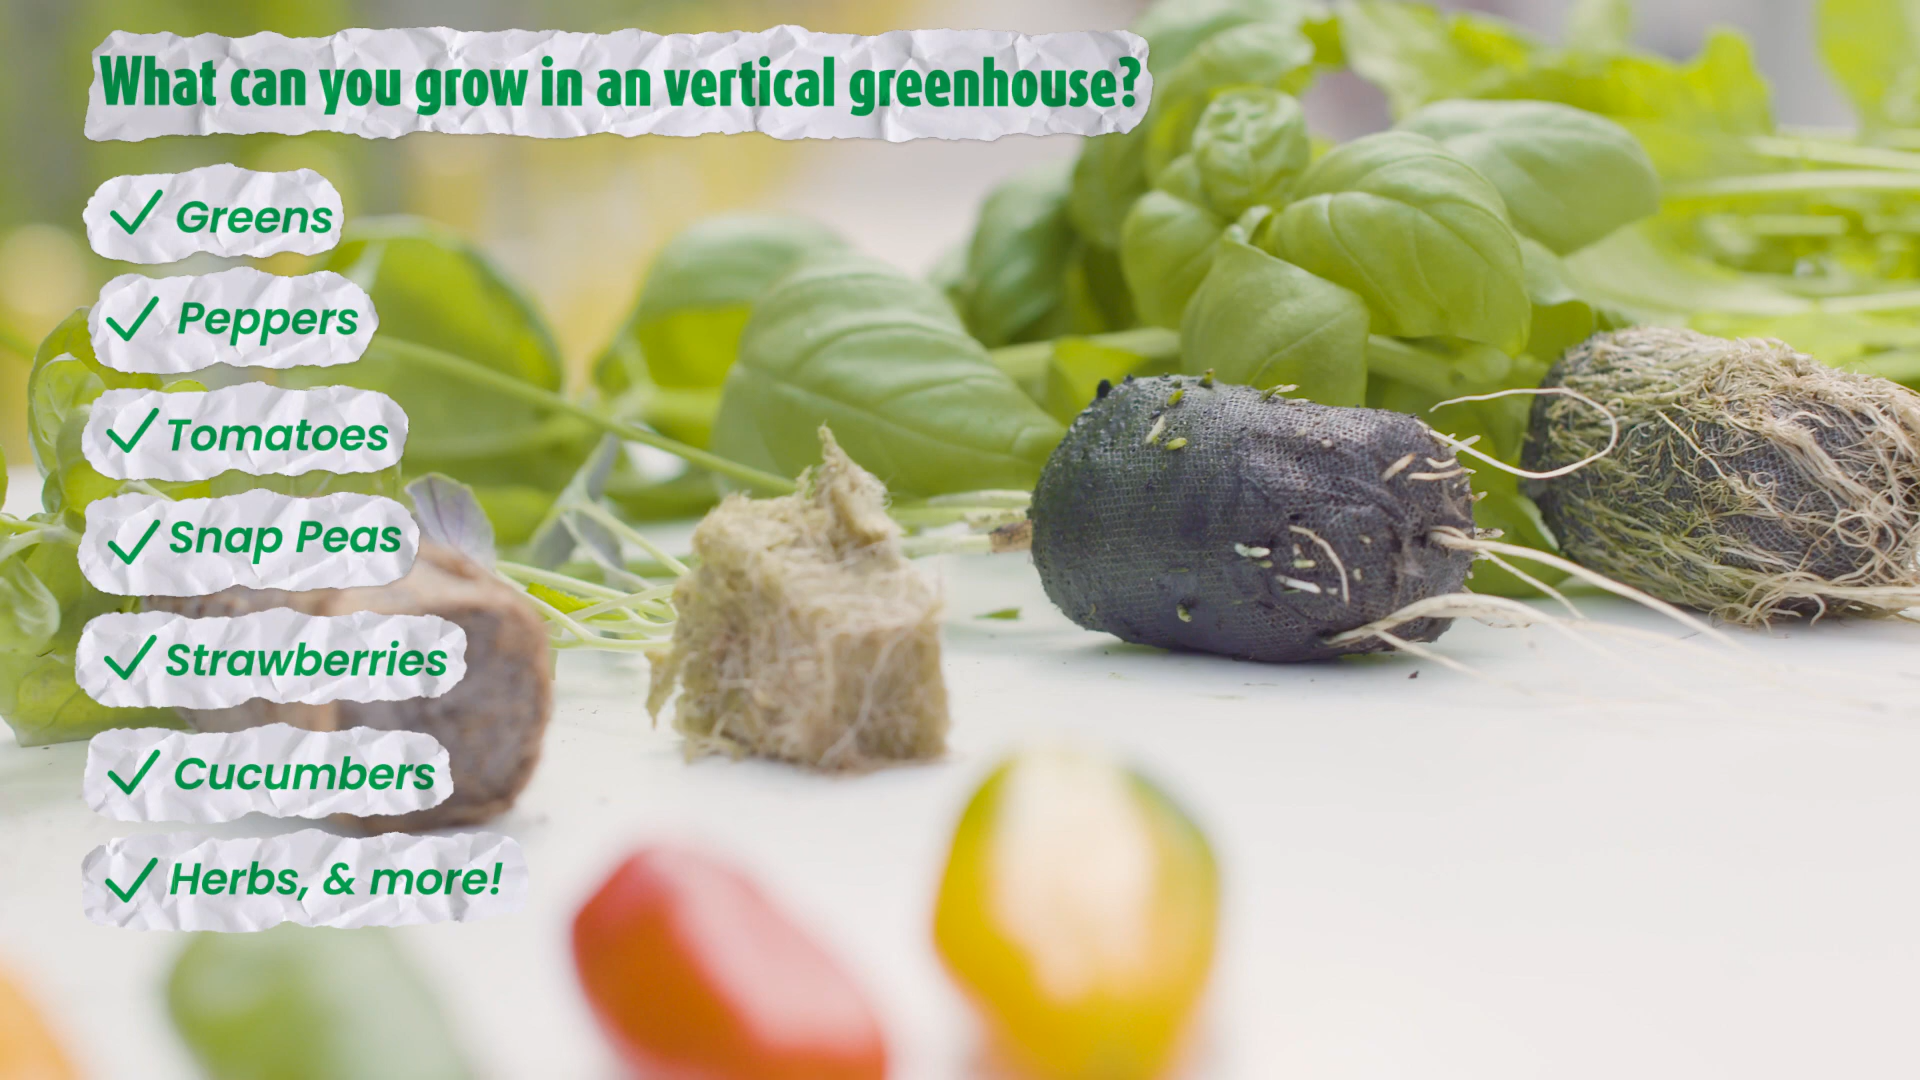 What can you grow in an vertical greenhouse?
Greens
Peppers
Tomatoes
Snap Peas
Strawberries
Cucumbers
Herbs, & more!